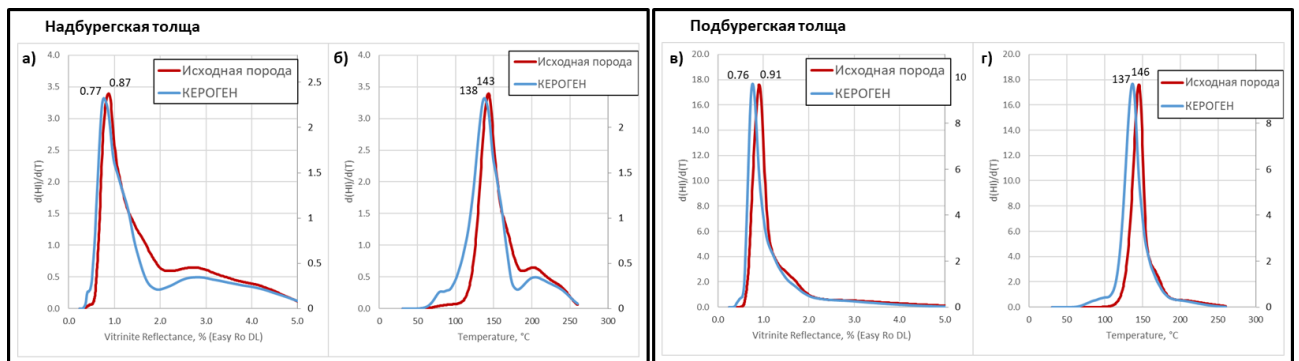 Надбурегская толща
а)
4.0
3.5
3.0
2.5
2.0
1.5
1.0
0.5
0.0
d(HI)/d(T)
0.77
0.87
Исходная порода
КЕРОГЕН
2.5
2
1.5
1
0.5
0
0.0 1.0 2.0 3.0 4.0 5.0
Vitrinite Reflectance, % (Easy Ro DL)
б)
4.0
3.5
3.0
2.5
2.0
1.5
1.0
0.5
0.0
d(HI)/d(T)
143
138
Исходная порода
КЕРОГЕН
2
1.5
1
0.5
0
0 50 100 150 200 250 300
Temperature, °C
Подбурегская толща
в)
20.0
18.0
16.0
14.0
12.0
10.0
8.0
6.0
4.0
2.0
0.0
d(HI)/d(T)
0.76 0.91
Исходная порода
КЕРОГЕН
10
8
6
4
2
0
0.0 1.0 2.0 3.0 4.0 5.0
Vitrinite Reflectance, % (Easy Ro DL)
г)
20.0
18.0
16.0
14.0
12.0
10.0
8.0
6.0
4.0
2.0
0.0
d(HI)/d(T)
137 146
Исходная порода
КЕРОГЕН
8
6
4
2
0
0 50 100 150 200 250 300
Temperature, °C